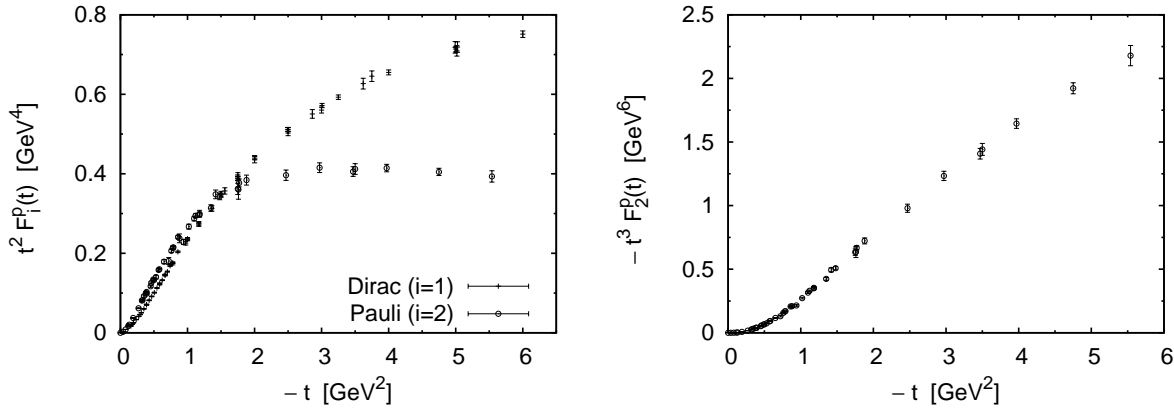 t² Fᵖᵢ(t) [GeV⁴]
0.8
0.6
0.4
0.2
0
0 1 2 3 4 5 6
− t [GeV²]
Dirac (i=1)
Pauli (i=2)
− t³ Fᵖ₂(t) [GeV⁶]
2.5
2
1.5
1
0.5
0
0 1 2 3 4 5 6
− t [GeV²]